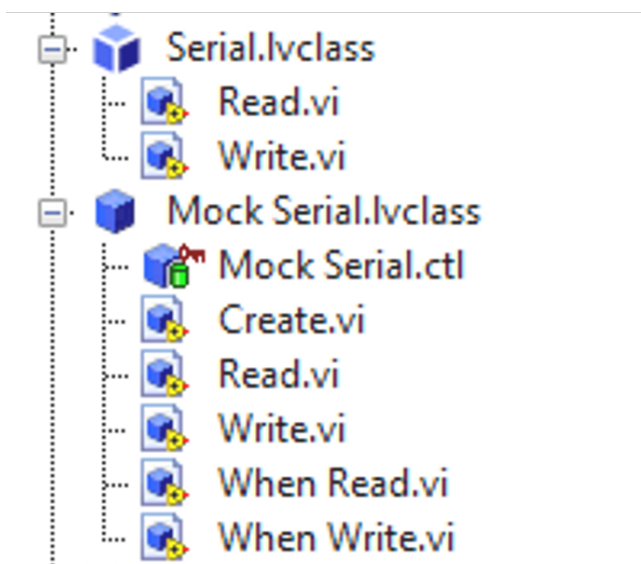 Serial.lvclass
Read.vi
Write.vi
Mock Serial.lvclass
Mock Serial.ctl
Create.vi
Read.vi
Write.vi
When Read.vi
When Write.vi